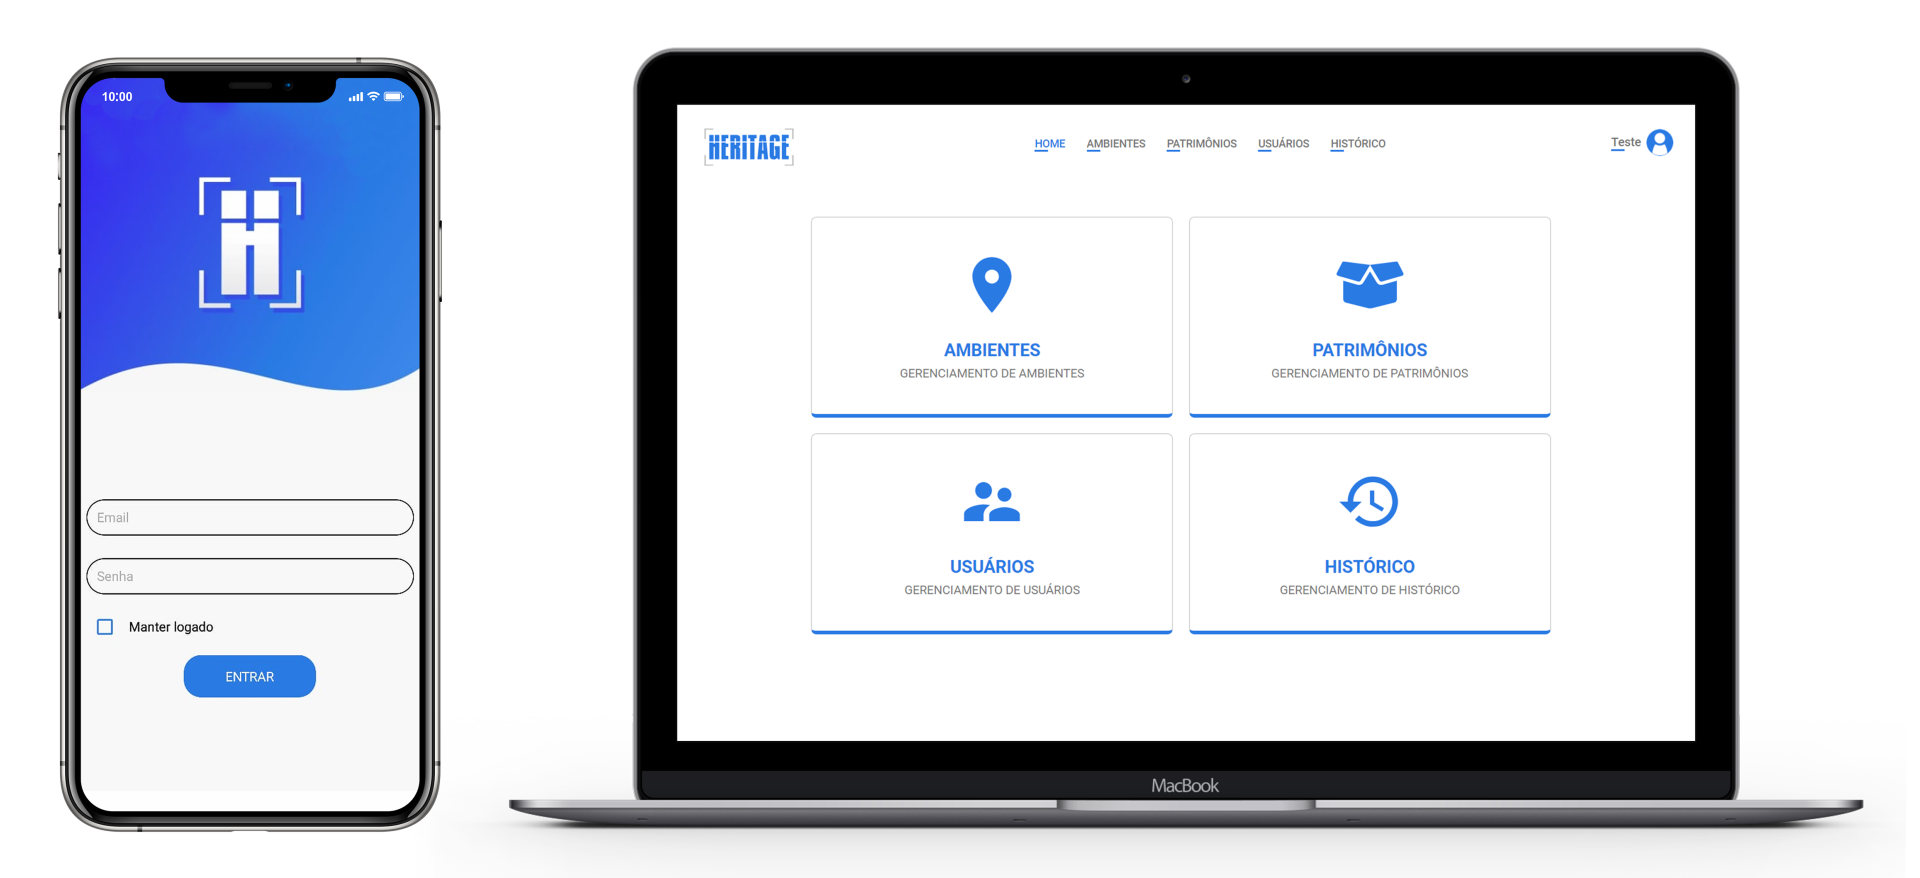 10:00
H
Email
Senha
Manter logado
ENTRAR
HERITAGE
HOME AMBIENTES PATRIMÔNIOS USUÁRIOS HISTÓRICO
Teste
AMBIENTES
GERENCIAMENTO DE AMBIENTES
PATRIMÔNIOS
GERENCIAMENTO DE PATRIMÔNIOS
USUÁRIOS
GERENCIAMENTO DE USUÁRIOS
HISTÓRICO
GERENCIAMENTO DE HISTÓRICO
MacBook